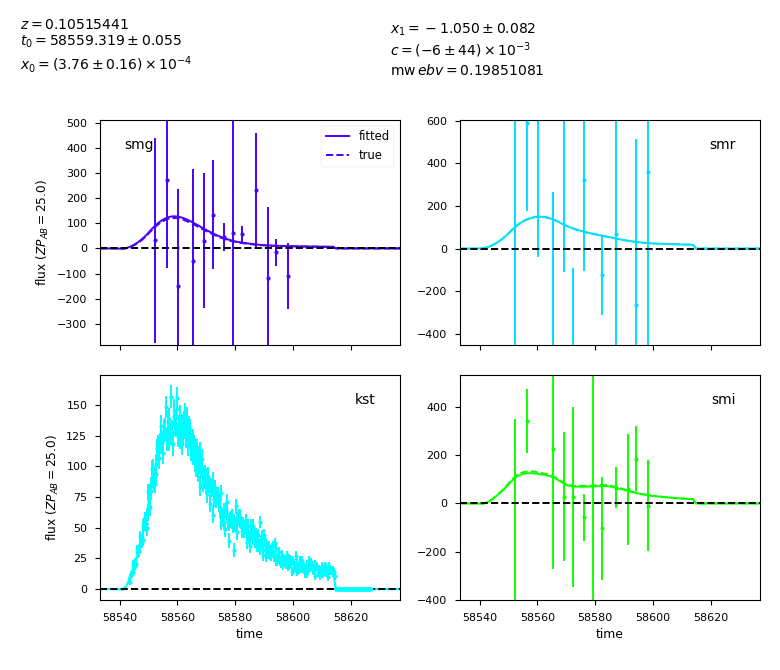 z = 0.10515441
t₀ = 58559.319 ± 0.055
x₀ = (3.76 ± 0.16) × 10⁻⁴
x₁ = −1.050 ± 0.082
c = (−6 ± 44) × 10⁻³
mw ebv = 0.19851081
500
400
300
200
100
0
−100
−200
−300
flux (ZP_AB = 25.0)
smg
fitted
true
600
400
200
0
−200
−400
smr
150
125
100
75
50
25
0
flux (ZP_AB = 25.0)
kst
58540
58560
58580
58600
58620
time
400
200
0
−200
−400
smi
58540
58560
58580
58600
58620
time